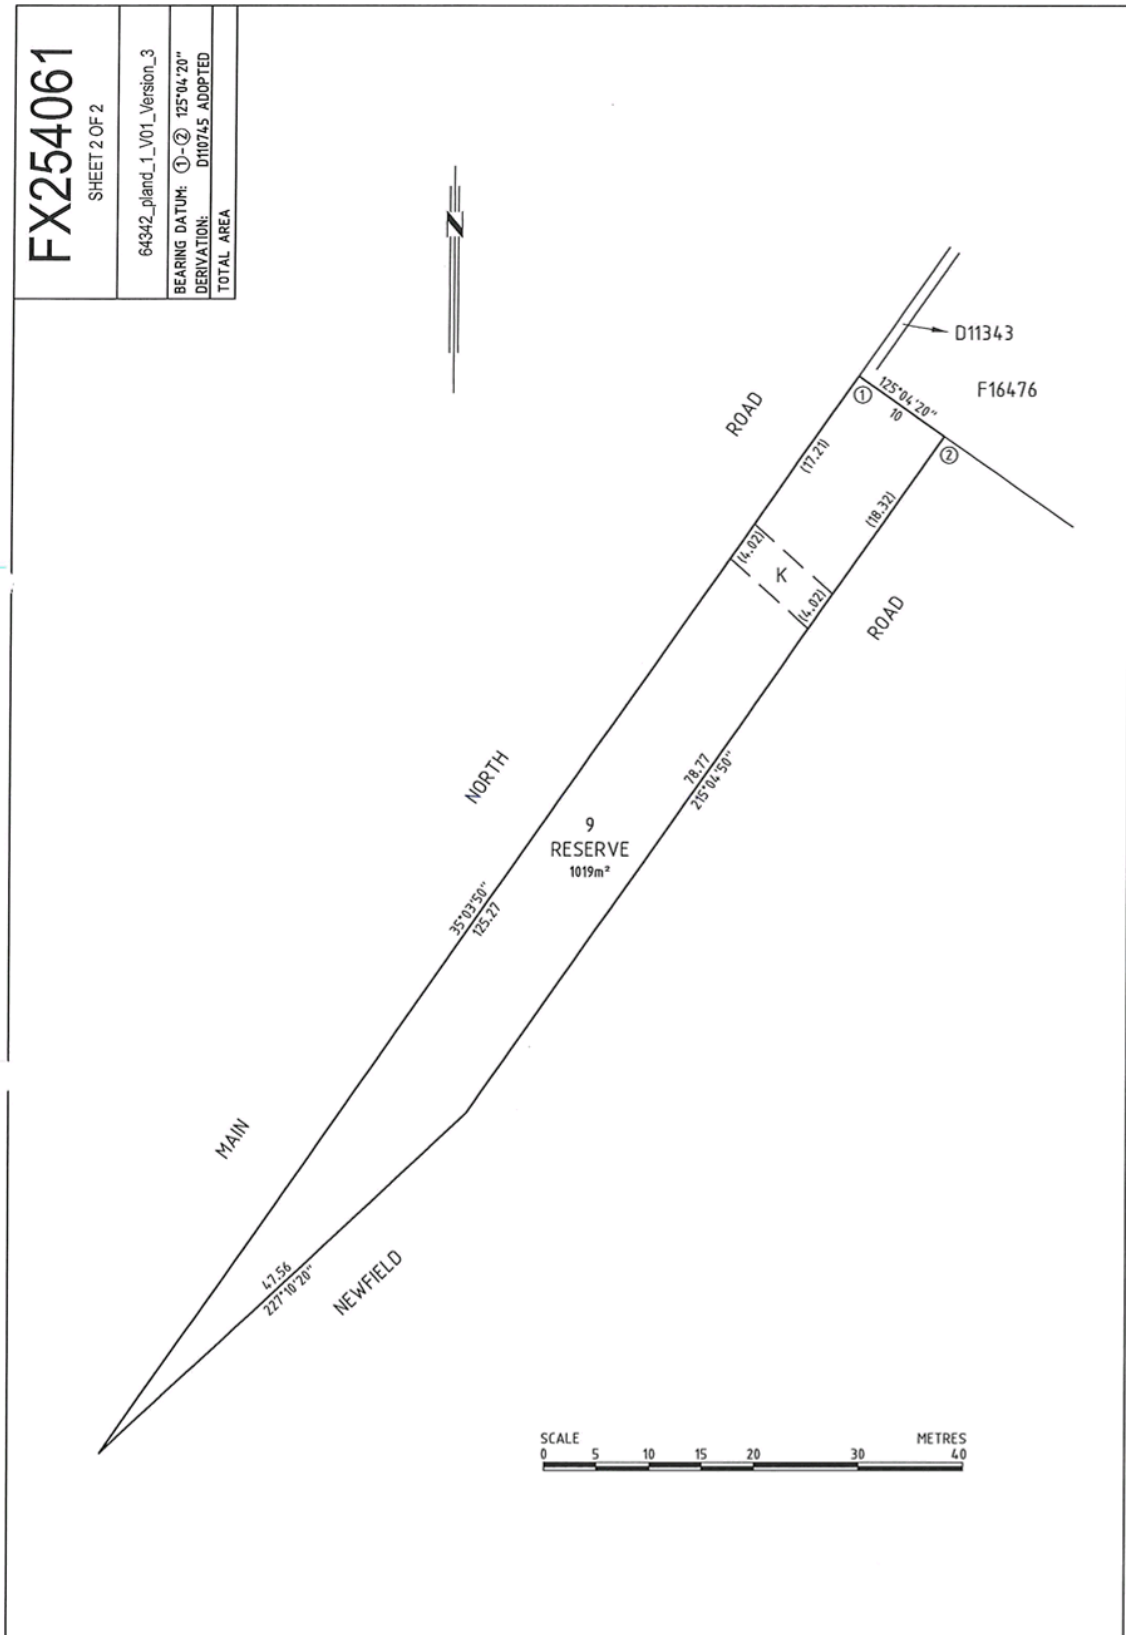 FX254061
SHEET 2 OF 2
64342_pland_1_V01_Version_3
BEARING DATUM: ①-② 125°04'20"
DERIVATION: D110745 ADOPTED
TOTAL AREA
N
D11343
F16476
125°04'20"
10
①
②
ROAD
(17.21)
(18.32)
(4.02)
K
(4.02)
ROAD
NORTH
78.77
215°04'50"
9
RESERVE
1019m²
35°03'50"
125.27
MAIN
47.56
227°10'20"
NEWFIELD
SCALE METRES
0 5 10 15 20 30 40